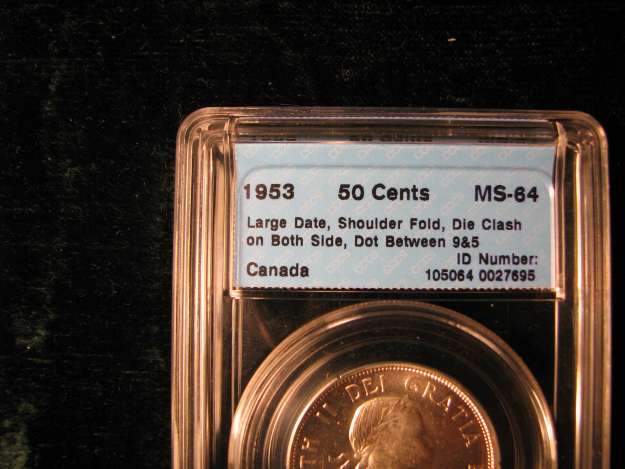 1953 50 Cents MS-64
Large Date, Shoulder Fold, Die Clash
on Both Side, Dot Between 9&5
ID Number:
Canada 105064 0027695
TH II DEI GRATIA